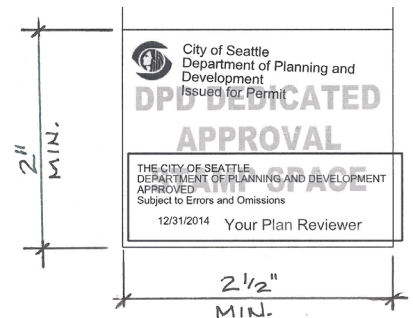 City of Seattle
Department of Planning and
Development
Issued for Permit
DPD DEDICATED
APPROVAL
STAMP SPACE
THE CITY OF SEATTLE
DEPARTMENT OF PLANNING AND DEVELOPMENT
APPROVED
Subject to Errors and Omissions
12/31/2014 Your Plan Reviewer
2"
MIN.
2 1/2"
MIN.